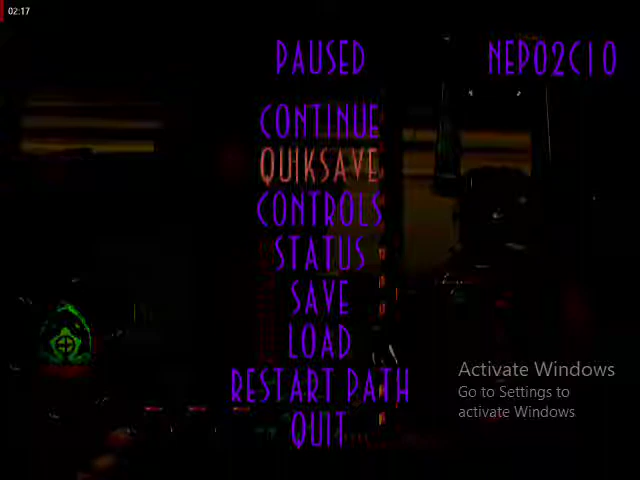 02:17
PAUSED
NEPO2C10
CONTINUE
QUIKSAVE
CONTROLS
STATUS
SAVE
LOAD
RESTART PATH
QUIT
Activate Windows
Go to Settings to
activate Windows